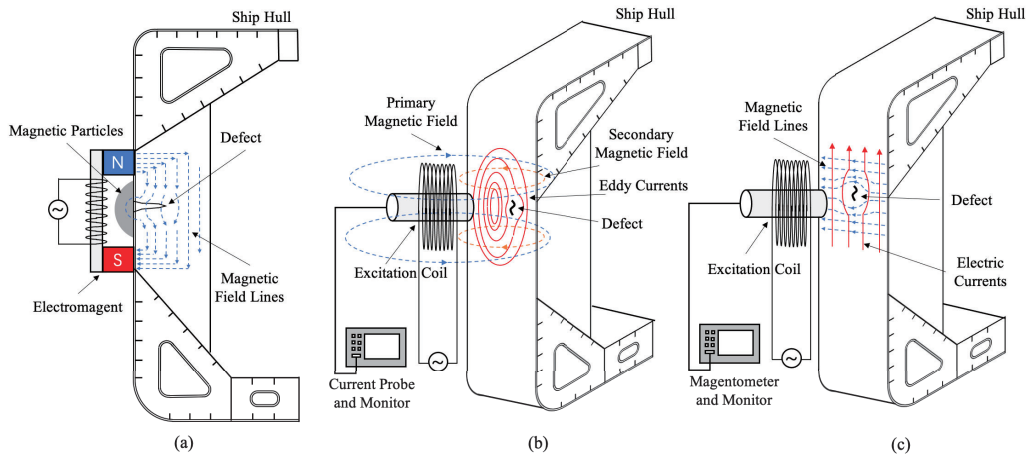 Ship Hull
Magnetic Particles
Defect
N
S
Magnetic
Field Lines
Electromagent
(a)
Ship Hull
Primary
Magnetic Field
Secondary
Magnetic Field
Eddy Currents
Defect
Excitation Coil
Current Probe
and Monitor
(b)
Ship Hull
Magnetic
Field Lines
Defect
Excitation Coil
Electric
Currents
Magentometer
and Monitor
(c)